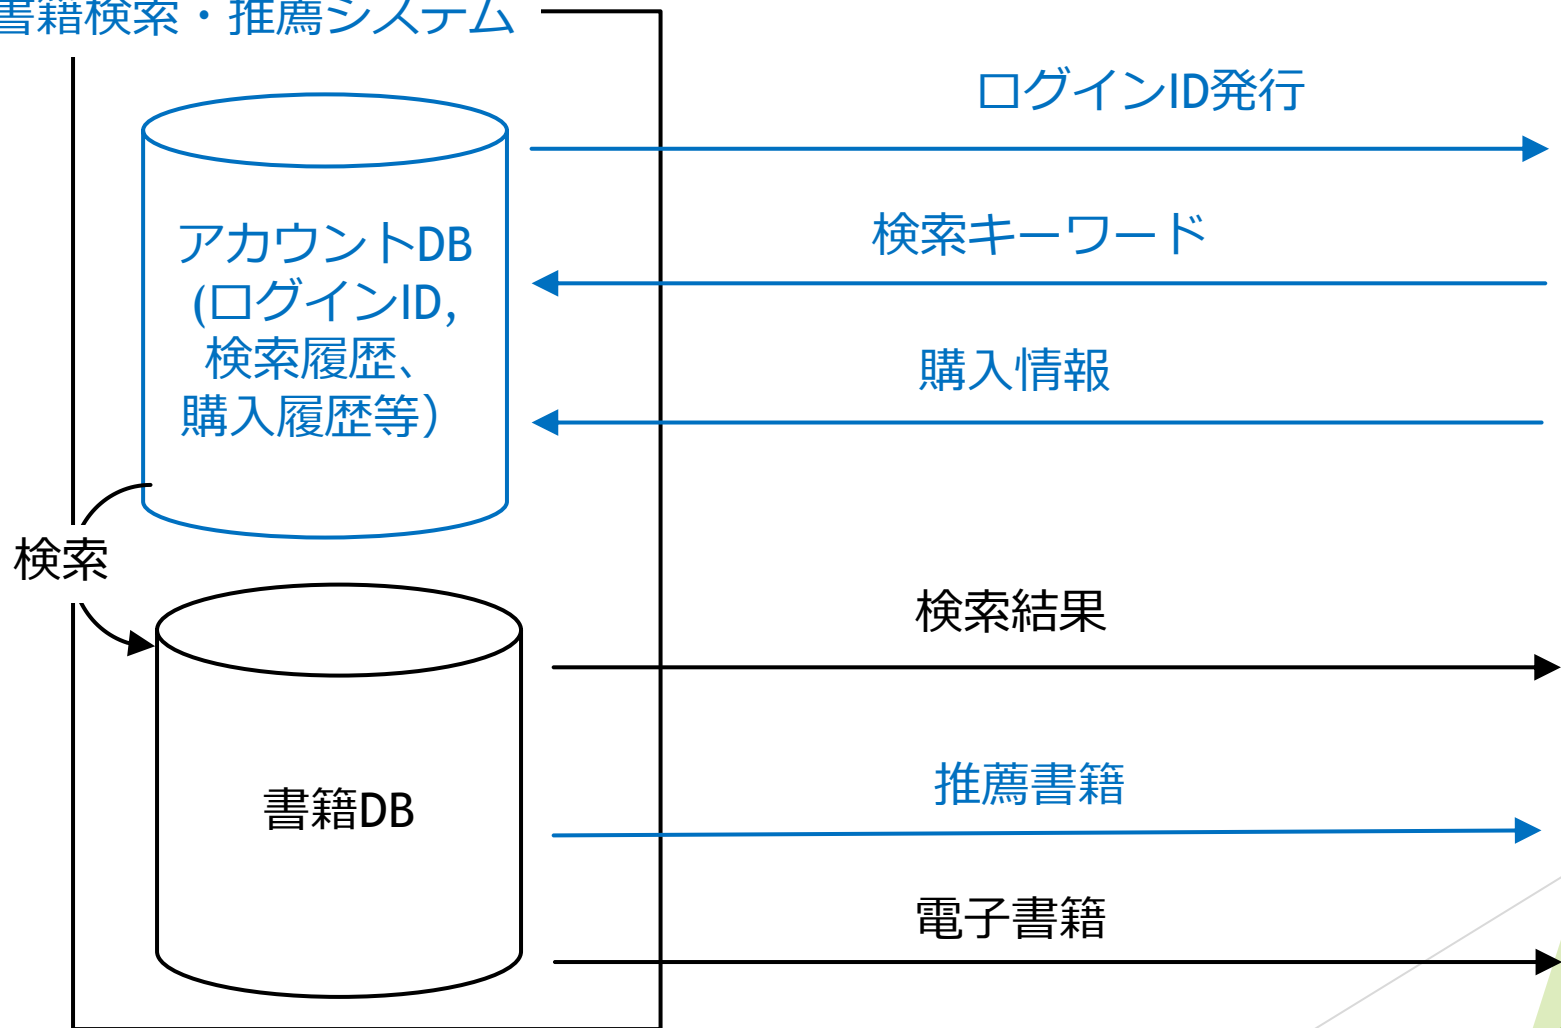 書籍検索・推薦システム
ログインID発行
検索キーワード
アカウントDB
(ログインID,
検索履歴、
購入履歴等）
購入情報
検索
検索結果
推薦書籍
書籍DB
電子書籍